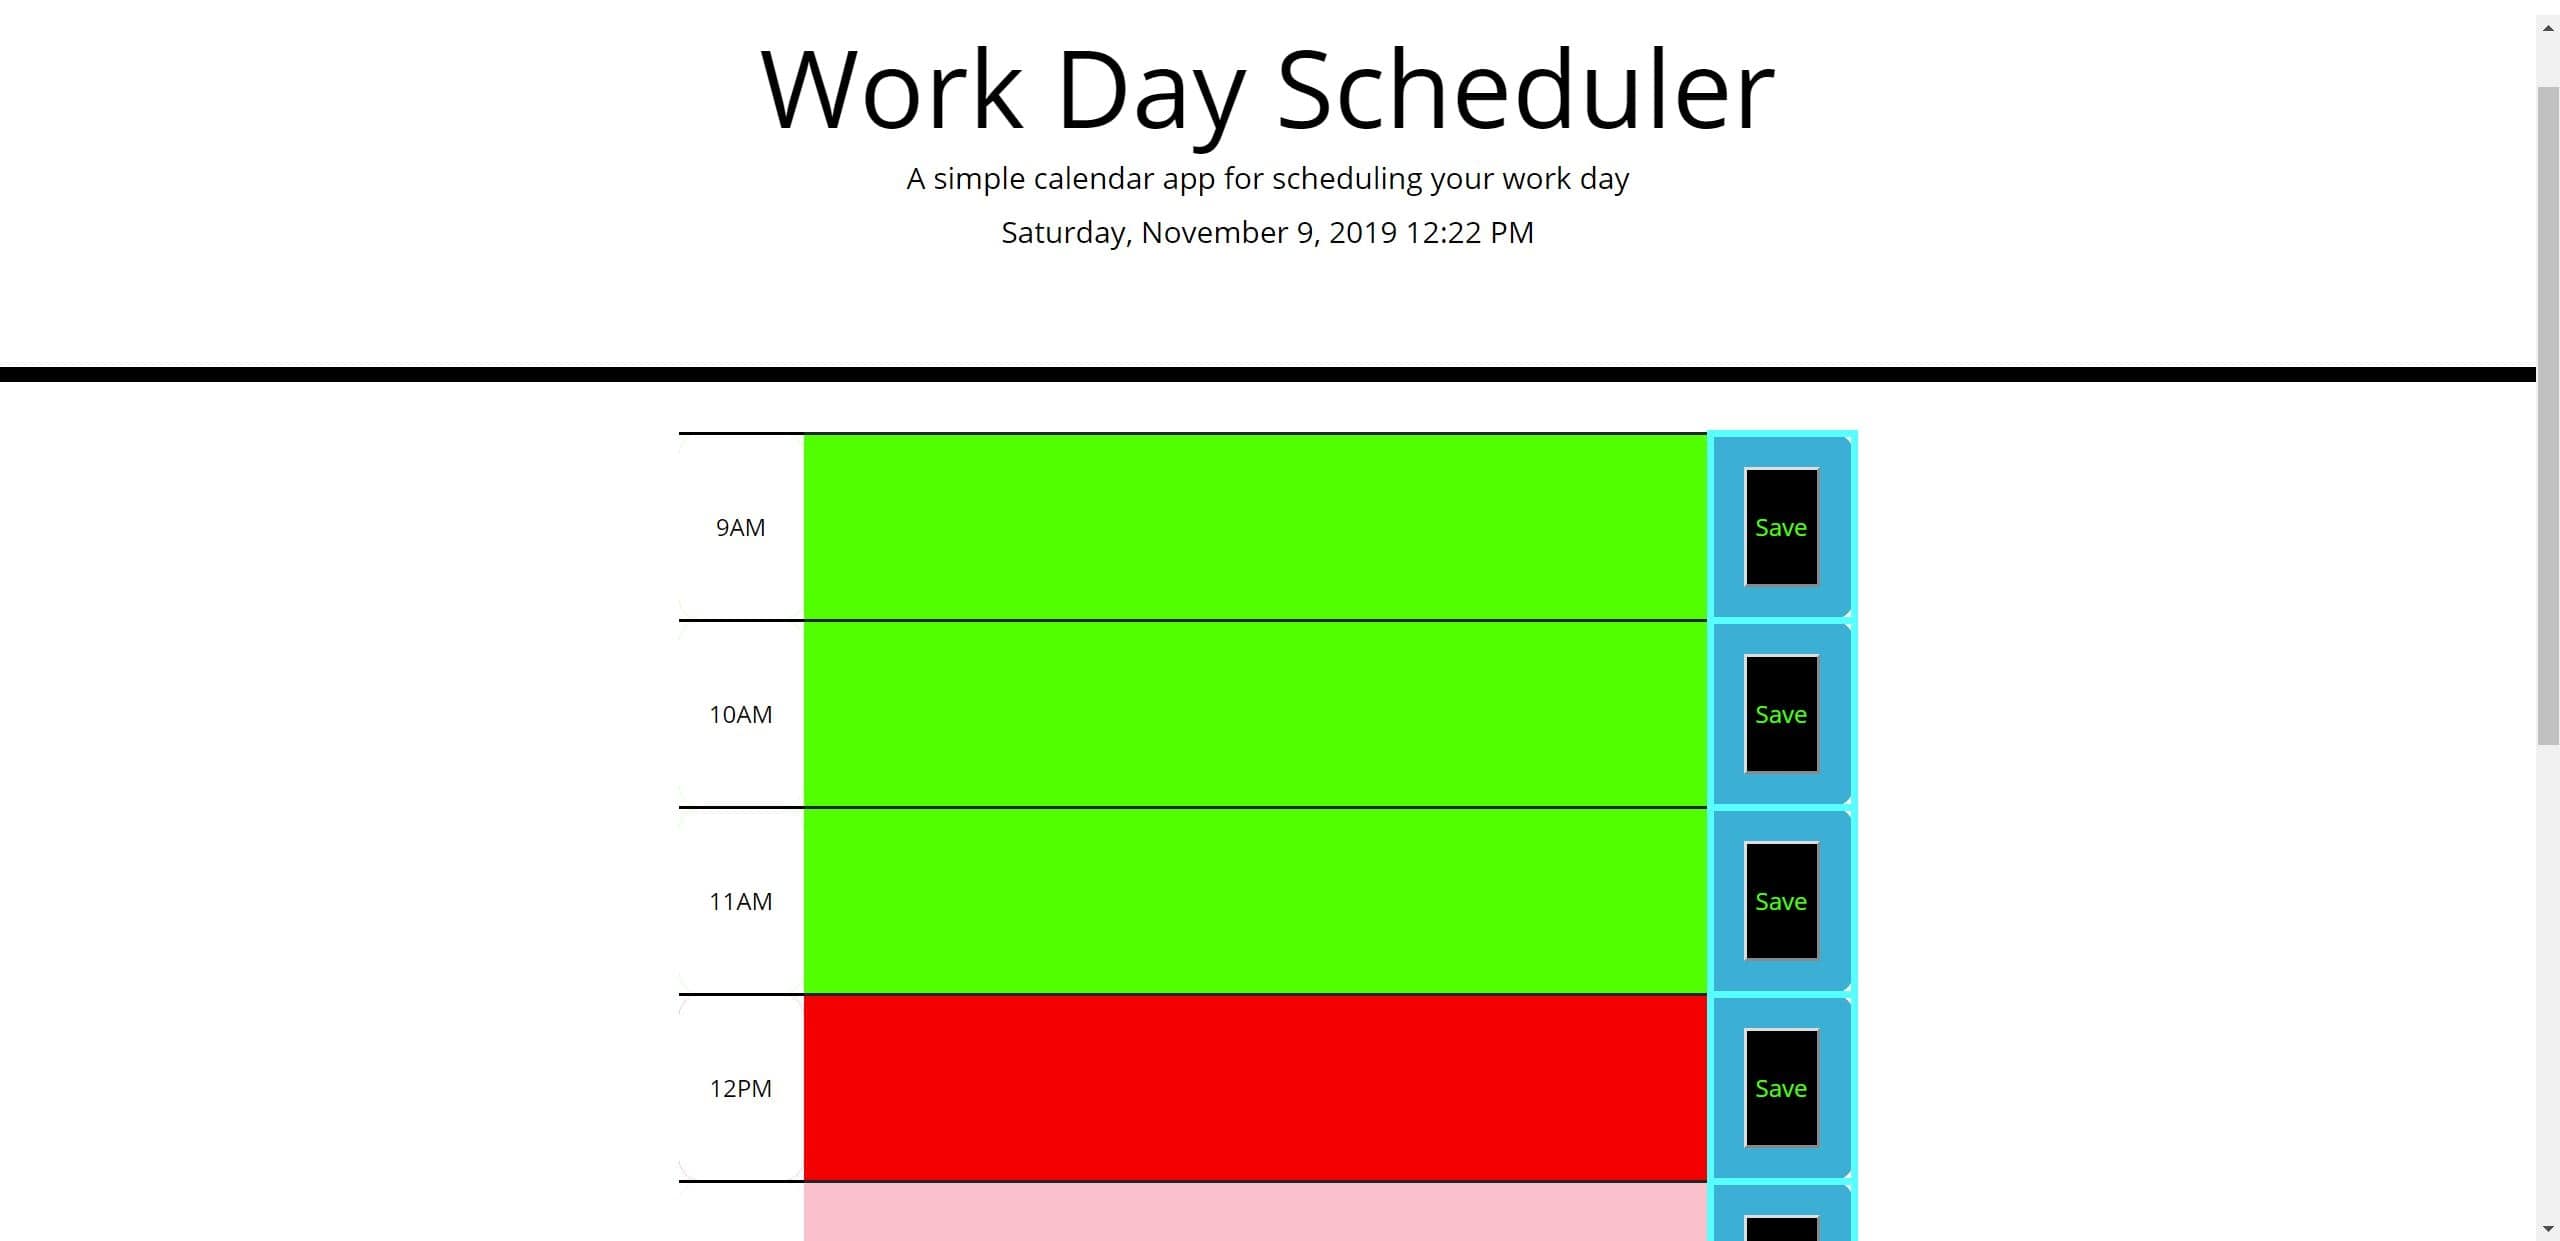 Work Day Scheduler
A simple calendar app for scheduling your work day
Saturday, November 9, 2019 12:22 PM
9AM
Save
10AM
Save
11AM
Save
12PM
Save